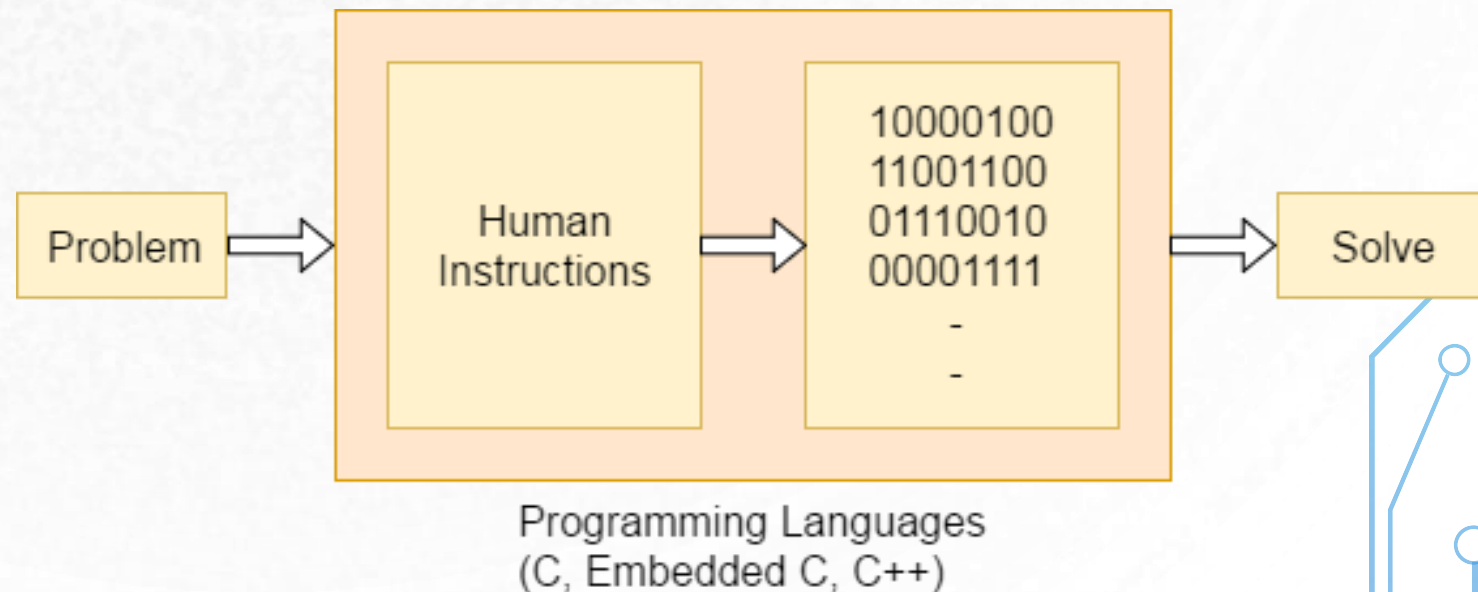 Problem
Human
Instructions
10000100
11001100
01110010
00001111
-
-
Solve
Programming Languages
(C, Embedded C, C++)